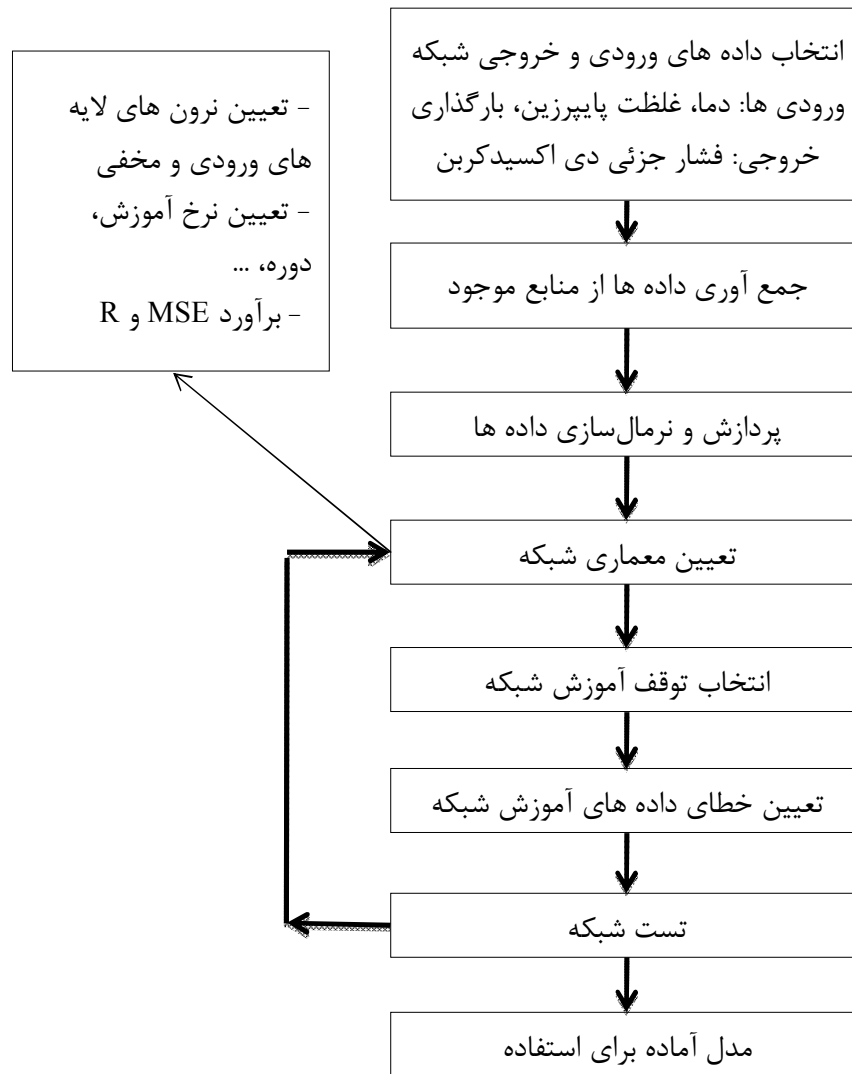 انتخاب داده های ورودی و خروجی شبکه
ورودی ها: دما، غلظت پایپرزین، بارگذاری
خروجی: فشار جزئی دی اکسیدکربن
جمع آوری داده ها از منابع موجود
پردازش و نرمال‌سازی داده ها
تعیین معماری شبکه
- تعیین نرون های لایه
های ورودی و مخفی
- تعیین نرخ آموزش،
دوره، ...
- برآورد MSE و R
انتخاب توقف آموزش شبکه
تعیین خطای داده های آموزش شبکه
تست شبکه
مدل آماده برای استفاده